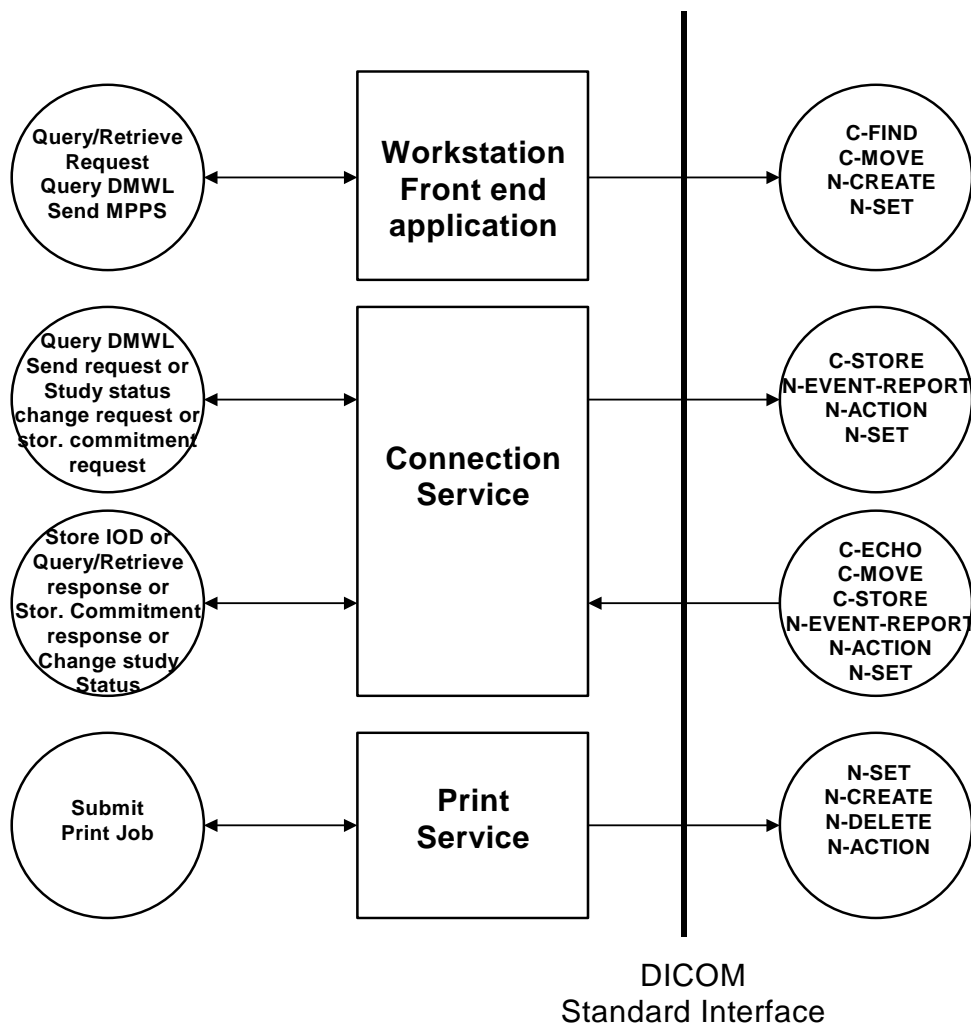 Query/Retrieve
Request
Query DMWL
Send MPPS
Workstation
Front end
application
C-FIND
C-MOVE
N-CREATE
N-SET
Query DMWL
Send request or
Study status
change request or
stor. commitment
request
Connection
Service
C-STORE
N-EVENT-REPORT
N-ACTION
N-SET
Store IOD or
Query/Retrieve
response or
Stor. Commitment
response or
Change study
Status
C-ECHO
C-MOVE
C-STORE
N-EVENT-REPORT
N-ACTION
N-SET
Submit
Print Job
Print
Service
N-SET
N-CREATE
N-DELETE
N-ACTION
DICOM
Standard Interface